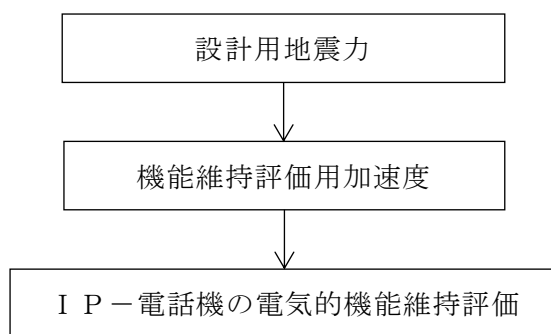 設計用地震力
機能維持評価用加速度
ＩＰ－電話機の電気的機能維持評価